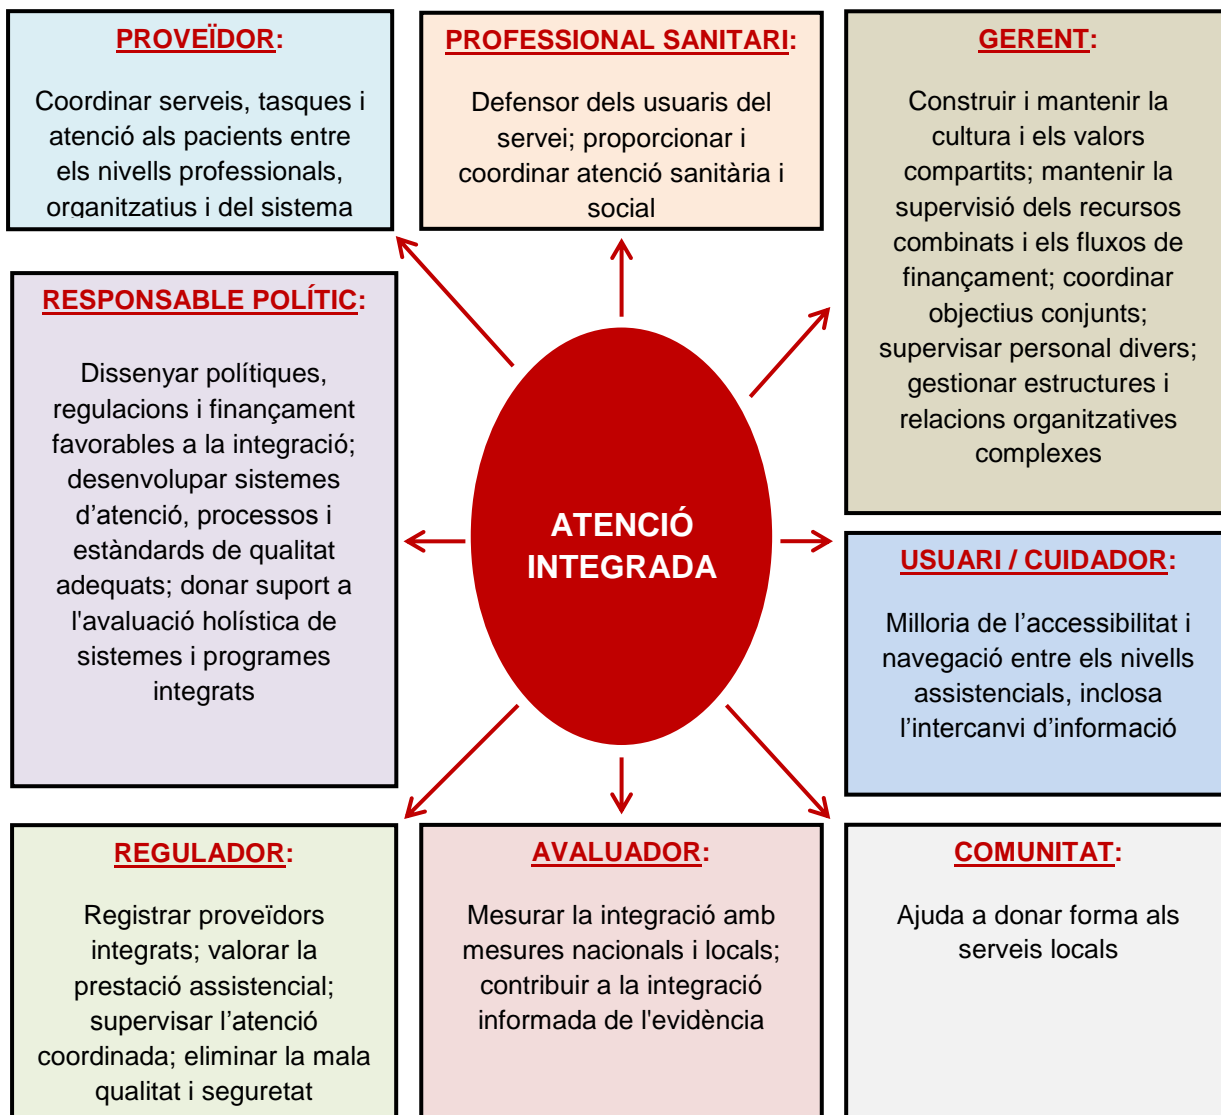 PROVEÏDOR:
Coordinar serveis, tasques i
atenció als pacients entre
els nivells professionals,
organitzatius i del sistema
PROFESSIONAL SANITARI:
Defensor dels usuaris del
servei; proporcionar i
coordinar atenció sanitària i
social
GERENT:
Construir i mantenir la
cultura i els valors
compartits; mantenir la
supervisió dels recursos
combinats i els fluxos de
finançament; coordinar
objectius conjunts;
supervisar personal divers;
gestionar estructures i
relacions organitzatives
complexes
RESPONSABLE POLÍTIC:
Dissenyar polítiques,
regulacions i finançament
favorables a la integració;
desenvolupar sistemes
d’atenció, processos i
estàndards de qualitat
adequats; donar suport a
l'avaluació holística de
sistemes i programes
integrats
ATENCIÓ
INTEGRADA
USUARI / CUIDADOR:
Milloria de l’accessibilitat i
navegació entre els nivells
assistencials, inclosa
l’intercanvi d’informació
REGULADOR:
Registrar proveïdors
integrats; valorar la
prestació assistencial;
supervisar l’atenció
coordinada; eliminar la mala
qualitat i seguretat
AVALUADOR:
Mesurar la integració amb
mesures nacionals i locals;
contribuir a la integració
informada de l'evidència
COMUNITAT:
Ajuda a donar forma als
serveis locals